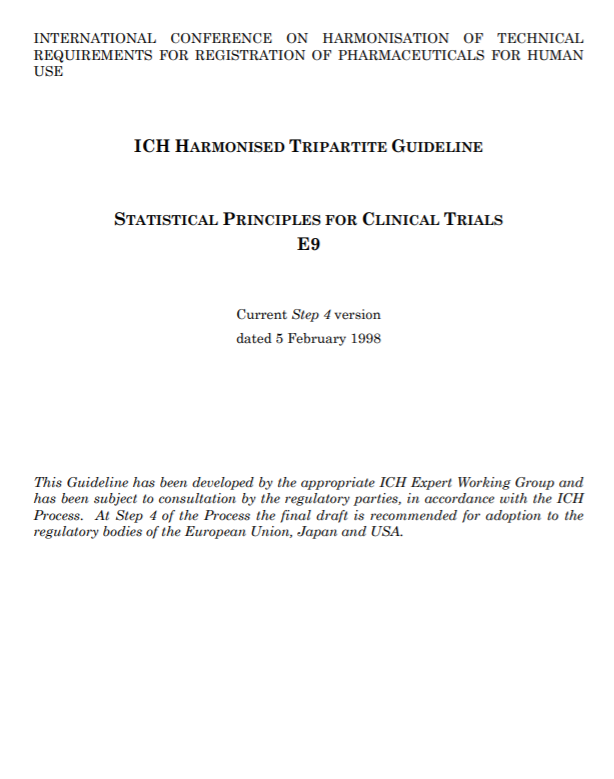 INTERNATIONAL CONFERENCE ON HARMONISATION OF TECHNICAL
REQUIREMENTS FOR REGISTRATION OF PHARMACEUTICALS FOR HUMAN
USE
ICH HARMONISED TRIPARTITE GUIDELINE
STATISTICAL PRINCIPLES FOR CLINICAL TRIALS
E9
Current Step 4 version
dated 5 February 1998
This Guideline has been developed by the appropriate ICH Expert Working Group and
has been subject to consultation by the regulatory parties, in accordance with the ICH
Process. At Step 4 of the Process the final draft is recommended for adoption to the
regulatory bodies of the European Union, Japan and USA.